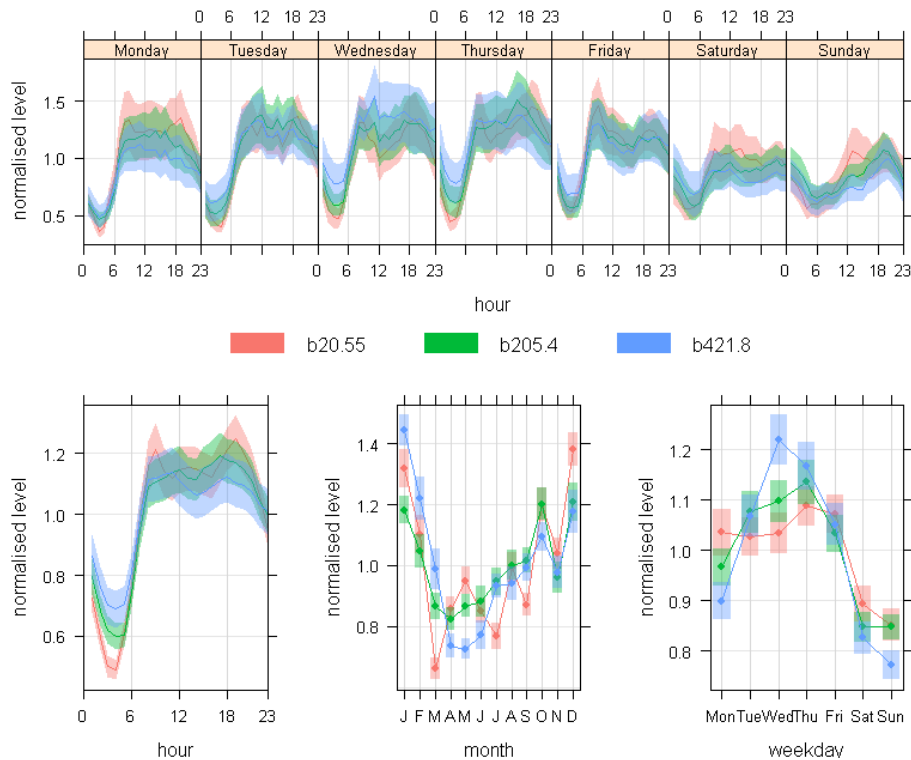 0 6 12 18 23 0 6 12 18 23 0 6 12 18 23
Monday Tuesday Wednesday Thursday Friday Saturday Sunday
normalised level
1.5
1.0
0.5
0 6 12 18 23 0 6 12 18 23 0 6 12 18 23 0 6 12 18 23
hour
b20.55 b205.4 b421.8
normalised level
1.2
1.0
0.8
0.6
0 6 12 18 23
hour
normalised level
1.4
1.2
1.0
0.8
J F M A M J J A S O N D
month
normalised level
1.2
1.1
1.0
0.9
0.8
Mon Tue Wed Thu Fri Sat Sun
weekday